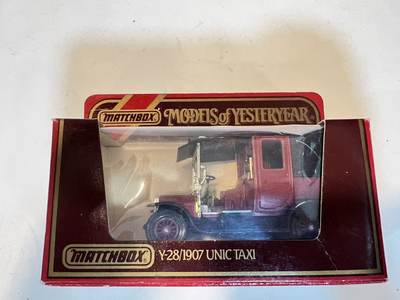 MATCHBOX
MODELS of YESTERYEAR
MATCHBOX
Y-28/1907 UNIC TAXI